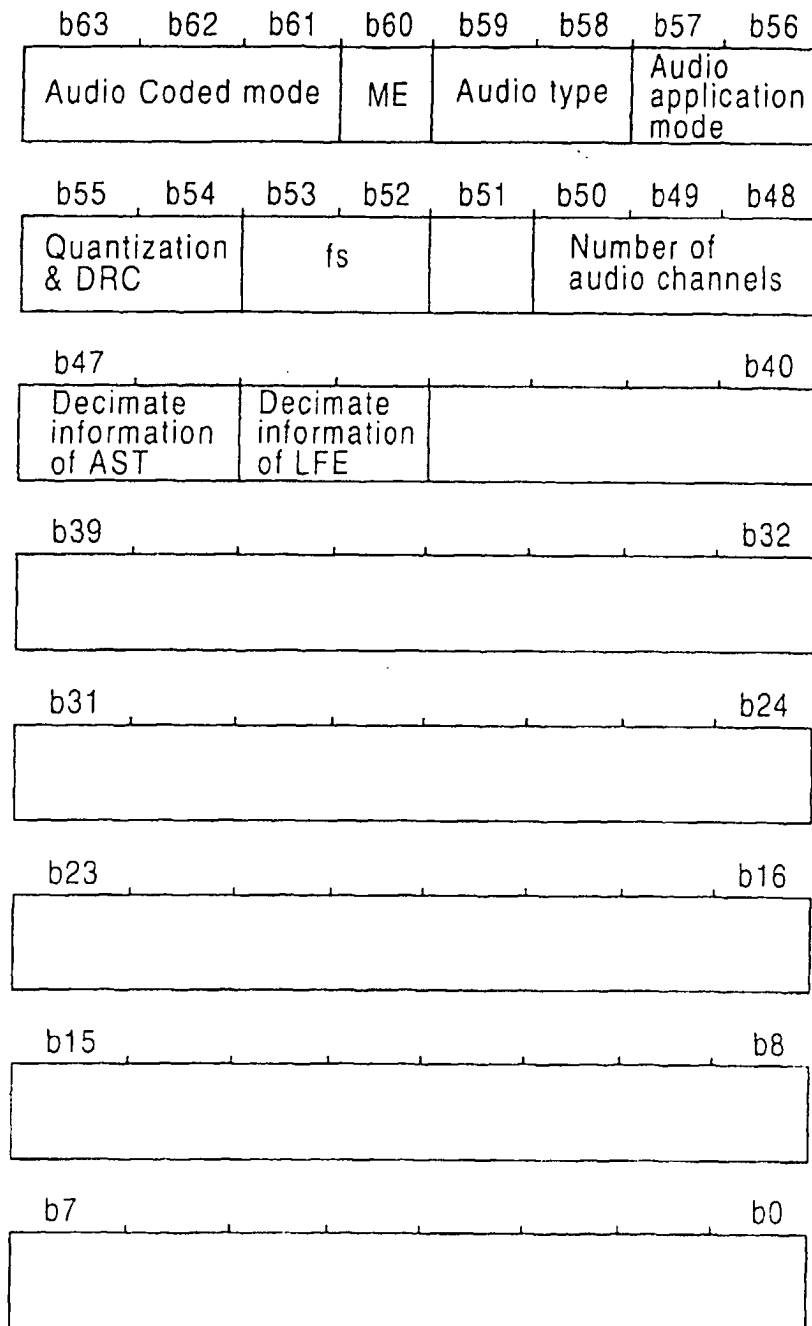 b63 b62 b61 b60 b59 b58 b57 b56
Audio Coded mode ME Audio type Audio
application
mode
b55 b54 b53 b52 b51 b50 b49 b48
Quantization fs Number of
& DRC audio channels
b47 b40
Decimate Decimate
information information
of AST of LFE
b39 b32
b31 b24
b23 b16
b15 b8
b7 b0